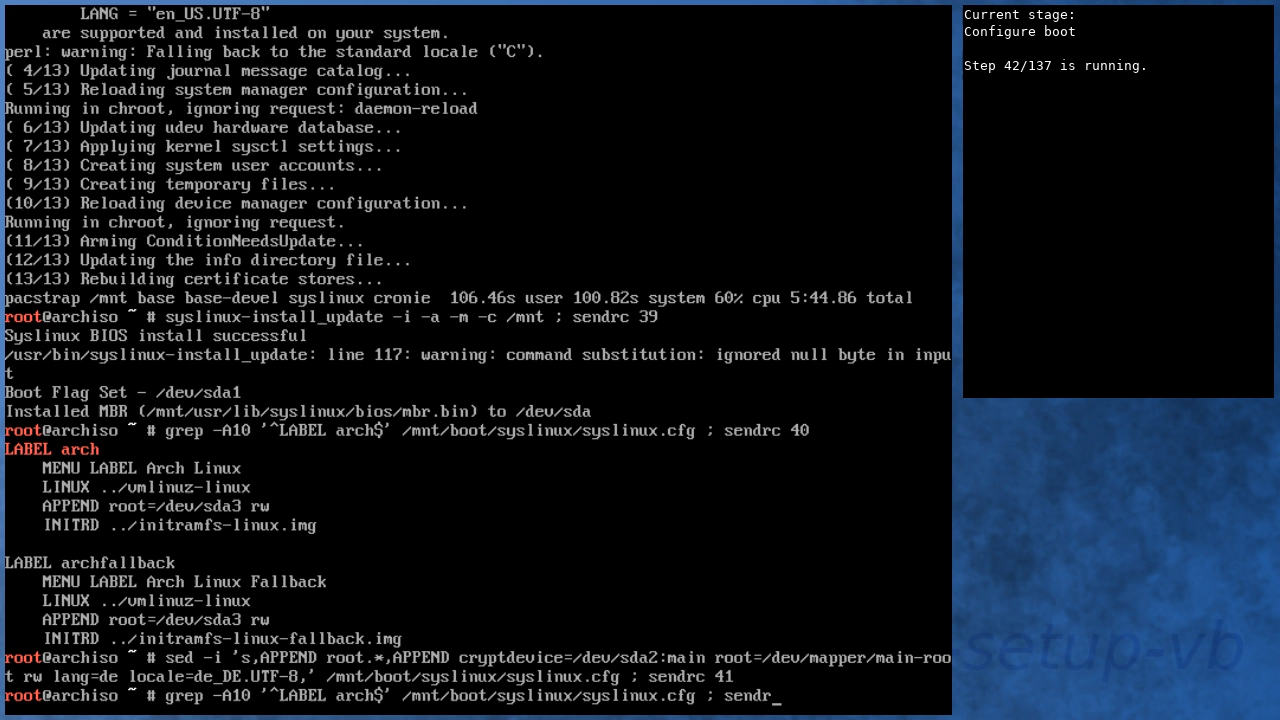 LANG = "en_US.UTF-8"
    are supported and installed on your system.
perl: warning: Falling back to the standard locale ("C").
( 4/13) Updating journal message catalog...
( 5/13) Reloading system manager configuration...
Running in chroot, ignoring request: daemon-reload
( 6/13) Updating udev hardware database...
( 7/13) Applying kernel sysctl settings...
( 8/13) Creating system user accounts...
( 9/13) Creating temporary files...
(10/13) Reloading device manager configuration...
Running in chroot, ignoring request.
(11/13) Arming ConditionNeedsUpdate...
(12/13) Updating the info directory file...
(13/13) Rebuilding certificate stores...
pacstrap /mnt base base-devel syslinux cronie  106.46s user 100.82s system 60% cpu 5:44.86 total
root@archiso ~ # syslinux-install_update -i -a -m -c /mnt ; sendrc 39
Syslinux BIOS install successful
/usr/bin/syslinux-install_update: line 117: warning: command substitution: ignored null byte in inpu
t
Boot Flag Set - /dev/sda1
Installed MBR (/mnt/usr/lib/syslinux/bios/mbr.bin) to /dev/sda
root@archiso ~ # grep -A10 '^LABEL arch$' /mnt/boot/syslinux/syslinux.cfg ; sendrc 40
LABEL arch
    MENU LABEL Arch Linux
    LINUX ../vmlinuz-linux
    APPEND root=/dev/sda3 rw
    INITRD ../initramfs-linux.img

LABEL archfallback
    MENU LABEL Arch Linux Fallback
    LINUX ../vmlinuz-linux
    APPEND root=/dev/sda3 rw
    INITRD ../initramfs-linux-fallback.img
root@archiso ~ # sed -i 's,APPEND root.*,APPEND cryptdevice=/dev/sda2:main root=/dev/mapper/main-roo
t rw lang=de locale=de_DE.UTF-8,' /mnt/boot/syslinux/syslinux.cfg ; sendrc 41
root@archiso ~ # grep -A10 '^LABEL arch$' /mnt/boot/syslinux/syslinux.cfg ; sendr_
Current stage:
Configure boot

Step 42/137 is running.
setup-vb